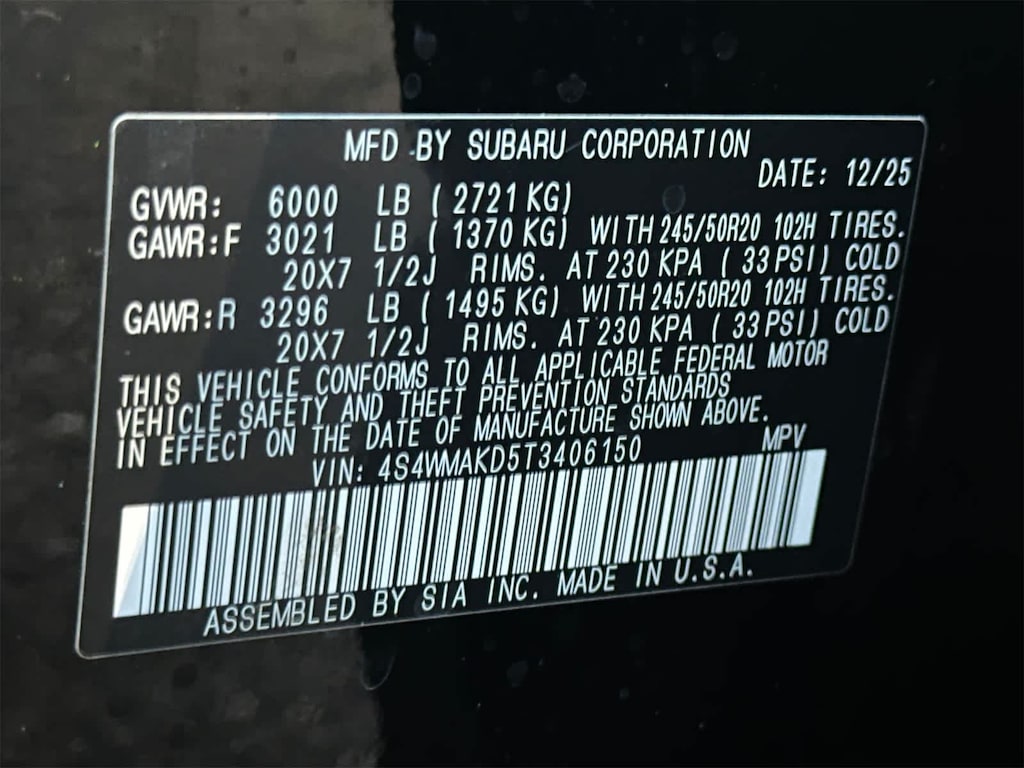 MFD BY SUBARU CORPORATION
DATE: 12/25
GVWR: 6000 LB ( 2721 KG)
GAWR:F 3021 LB ( 1370 KG) WITH 245/50R20 102H TIRES.
20X7 1/2J RIMS. AT 230 KPA ( 33 PSI) COLD
GAWR:R 3296 LB ( 1495 KG) WITH 245/50R20 102H TIRES.
20X7 1/2J RIMS. AT 230 KPA ( 33 PSI) COLD
THIS VEHICLE CONFORMS TO ALL APPLICABLE FEDERAL MOTOR
VEHICLE SAFETY AND THEFT PREVENTION STANDARDS
IN EFFECT ON THE DATE OF MANUFACTURE SHOWN ABOVE.
VIN: 4S4WMAKD5T3406150 MPV
ASSEMBLED BY SIA INC. MADE IN U.S.A.